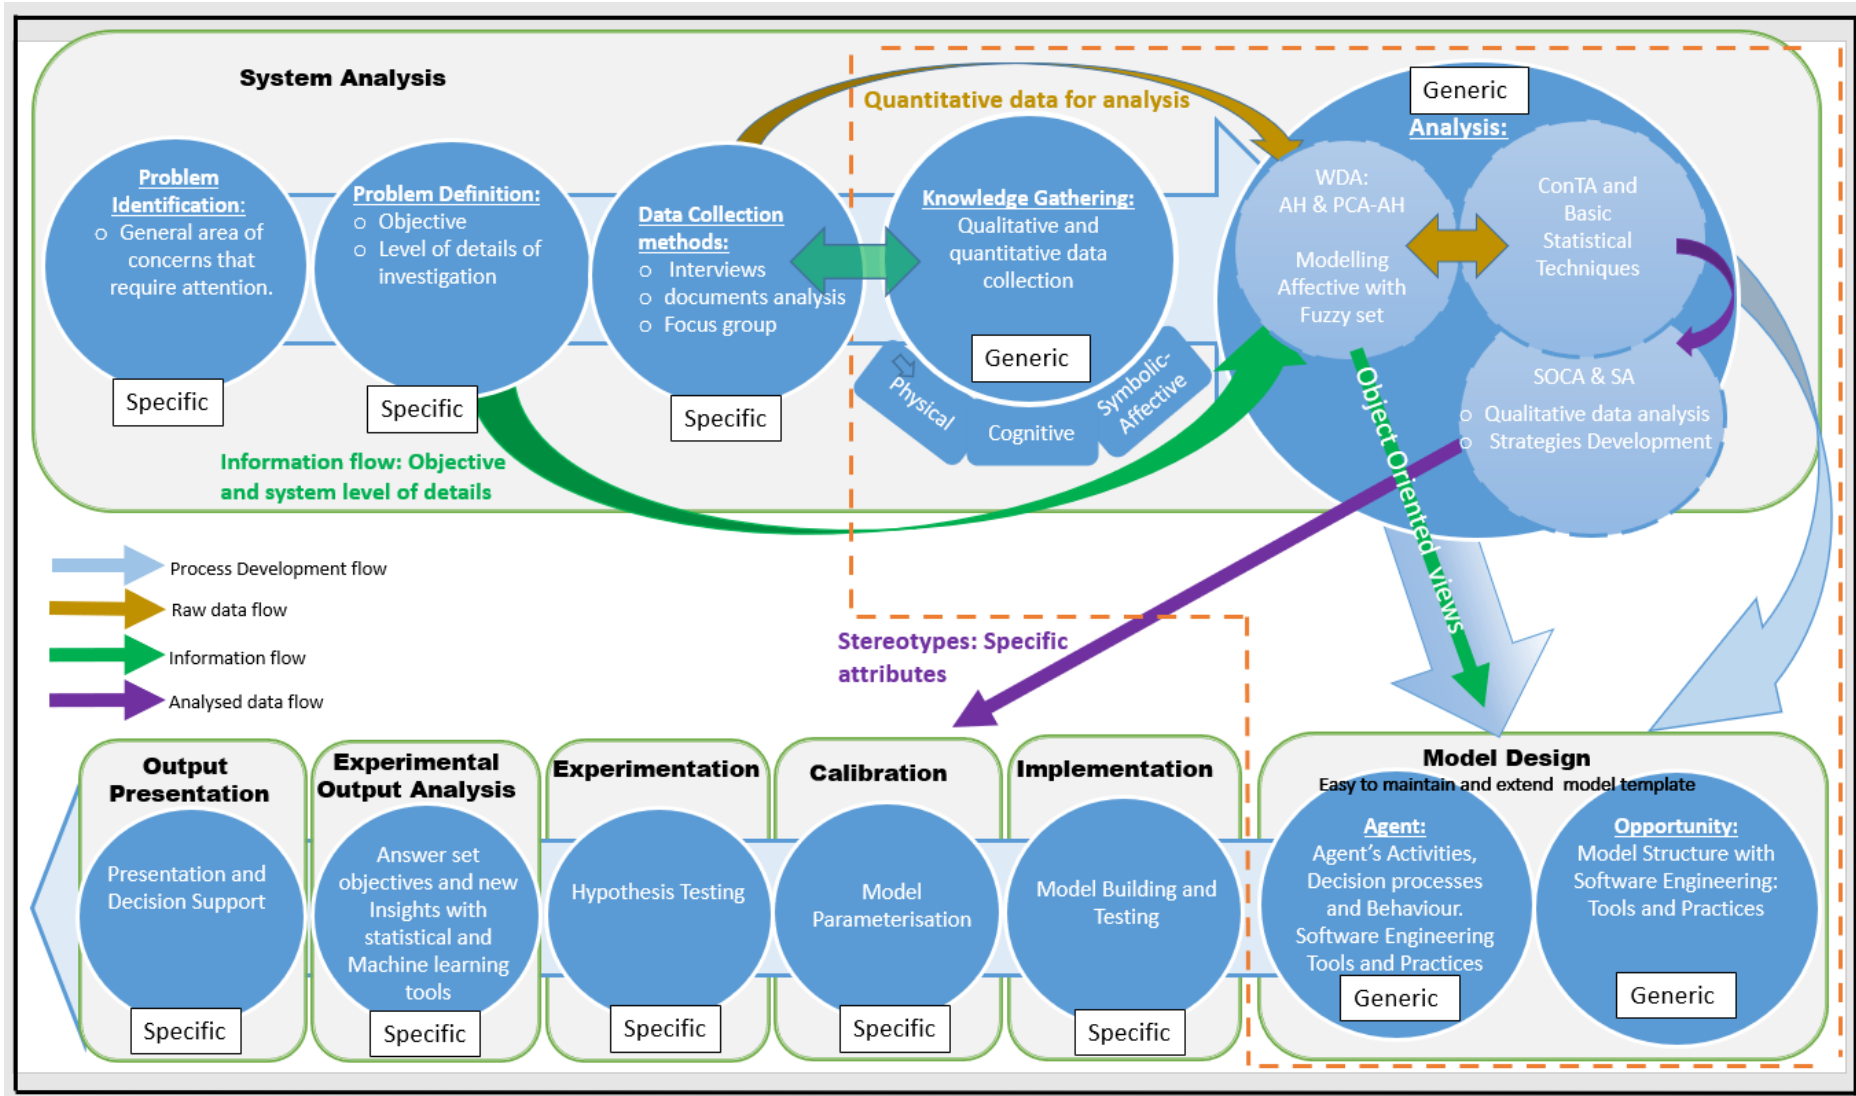 System Analysis
Problem
Identification:
○ General area of
concerns that
require attention.
Specific
Problem Definition:
○ Objective
○ Level of details of
investigation
Specific
Data Collection
methods:
○ Interviews
○ documents analysis
○ Focus group
Specific
Quantitative data for analysis
Knowledge Gathering:
Qualitative and
quantitative data
collection
Generic
Physical
Cognitive
Symbolic-
Affective
Generic
Analysis:
WDA:
AH & PCA-AH
Modelling
Affective with
Fuzzy set
ConTA and
Basic
Statistical
Techniques
SOCA & SA
○ Qualitative data analysis
○ Strategies Development
Information flow: Objective
and system level of details
Object Oriented views
Process Development flow
Raw data flow
Information flow
Analysed data flow
Stereotypes: Specific
attributes
Output
Presentation
Presentation and
Decision Support
Specific
Experimental
Output Analysis
Answer set
objectives and new
Insights with
statistical and
Machine learning
tools
Specific
Experimentation
Hypothesis Testing
Specific
Calibration
Model
Parameterisation
Specific
Implementation
Model Building and
Testing
Specific
Model Design
Easy to maintain and extend model template
Agent:
Agent's Activities,
Decision processes
and Behaviour.
Software Engineering
Tools and Practices
Generic
Opportunity:
Model Structure with
Software Engineering:
Tools and Practices
Generic